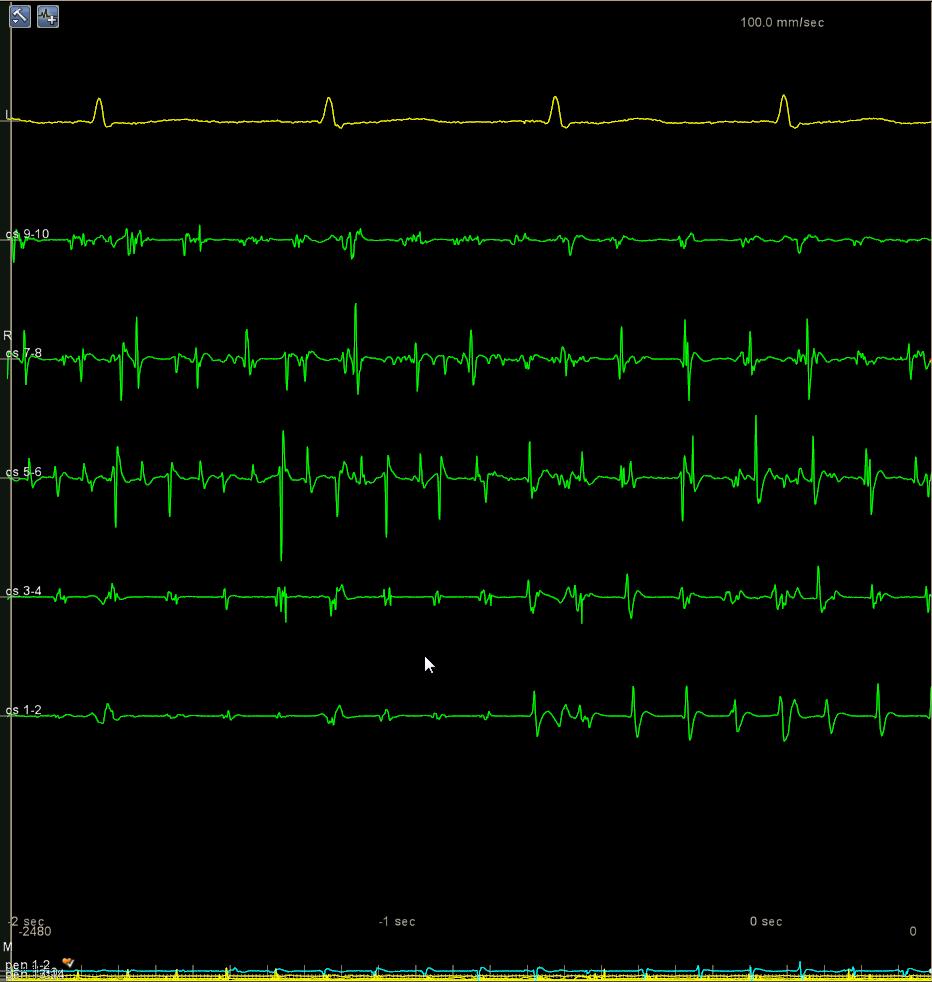 100.0 mm/sec
L
cs 9-10
R
cs 7-8
cs 5-6
cs 3-4
cs 1-2
-2 sec -1 sec 0 sec
-2480 0
M
pen 1-2